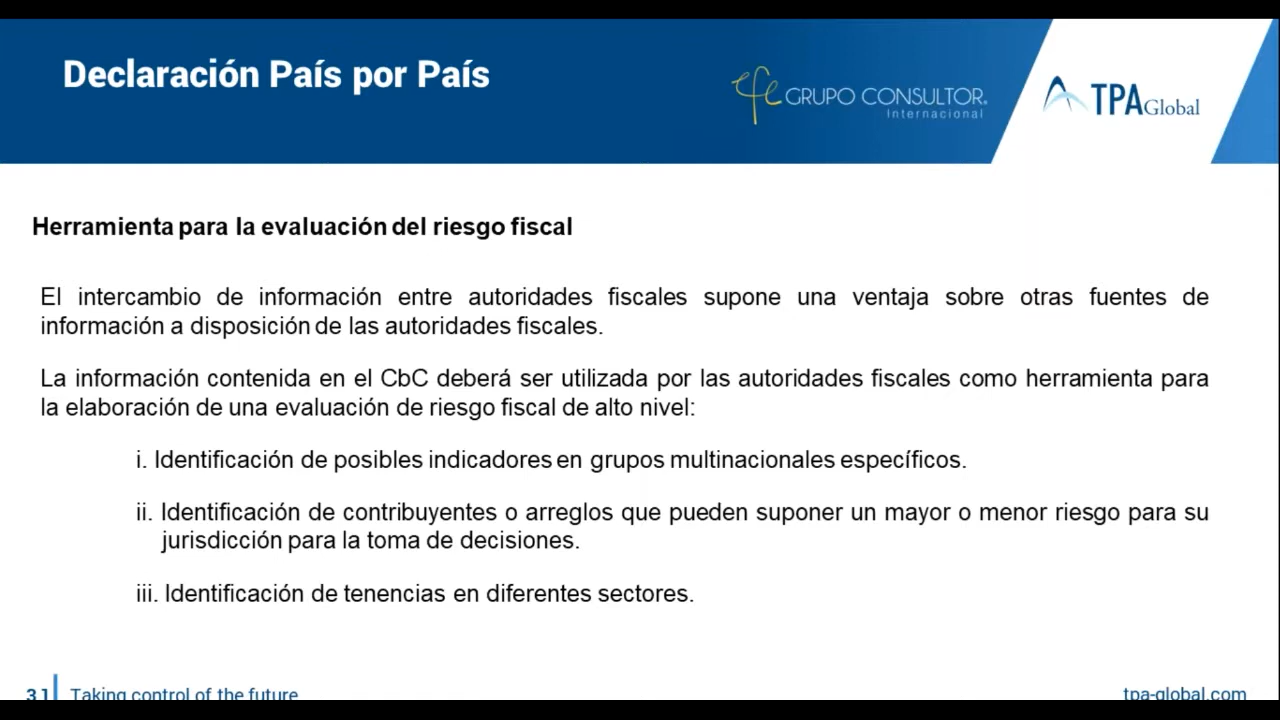 Declaración País por País
efe GRUPO CONSULTOR®
Internacional
TPA Global
Herramienta para la evaluación del riesgo fiscal
El intercambio de información entre autoridades fiscales supone una ventaja sobre otras fuentes de
información a disposición de las autoridades fiscales.
La información contenida en el CbC deberá ser utilizada por las autoridades fiscales como herramienta para
la elaboración de una evaluación de riesgo fiscal de alto nivel:
i. Identificación de posibles indicadores en grupos multinacionales específicos.
ii. Identificación de contribuyentes o arreglos que pueden suponer un mayor o menor riesgo para su
jurisdicción para la toma de decisiones.
iii. Identificación de tenencias en diferentes sectores.
31 Taking control of the future
tpa-global.com